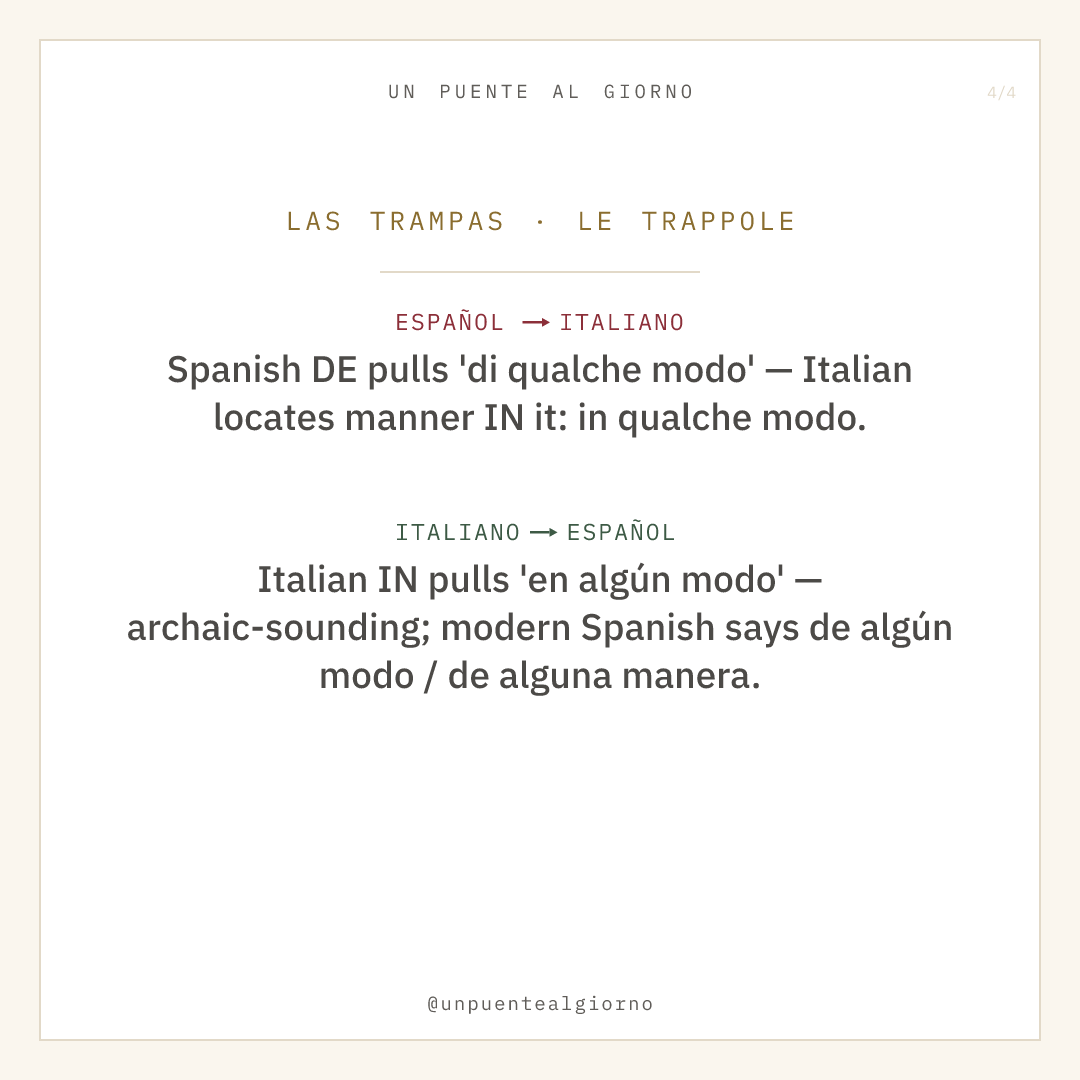 UN PUENTE AL GIORNO
4/4
LAS TRAMPAS · LE TRAPPOLE
ESPAÑOL → ITALIANO
Spanish DE pulls 'di qualche modo' — Italian
locates manner IN it: in qualche modo.
ITALIANO → ESPAÑOL
Italian IN pulls 'en algún modo' —
archaic-sounding; modern Spanish says de algún
modo / de alguna manera.
@unpuentealgiorno